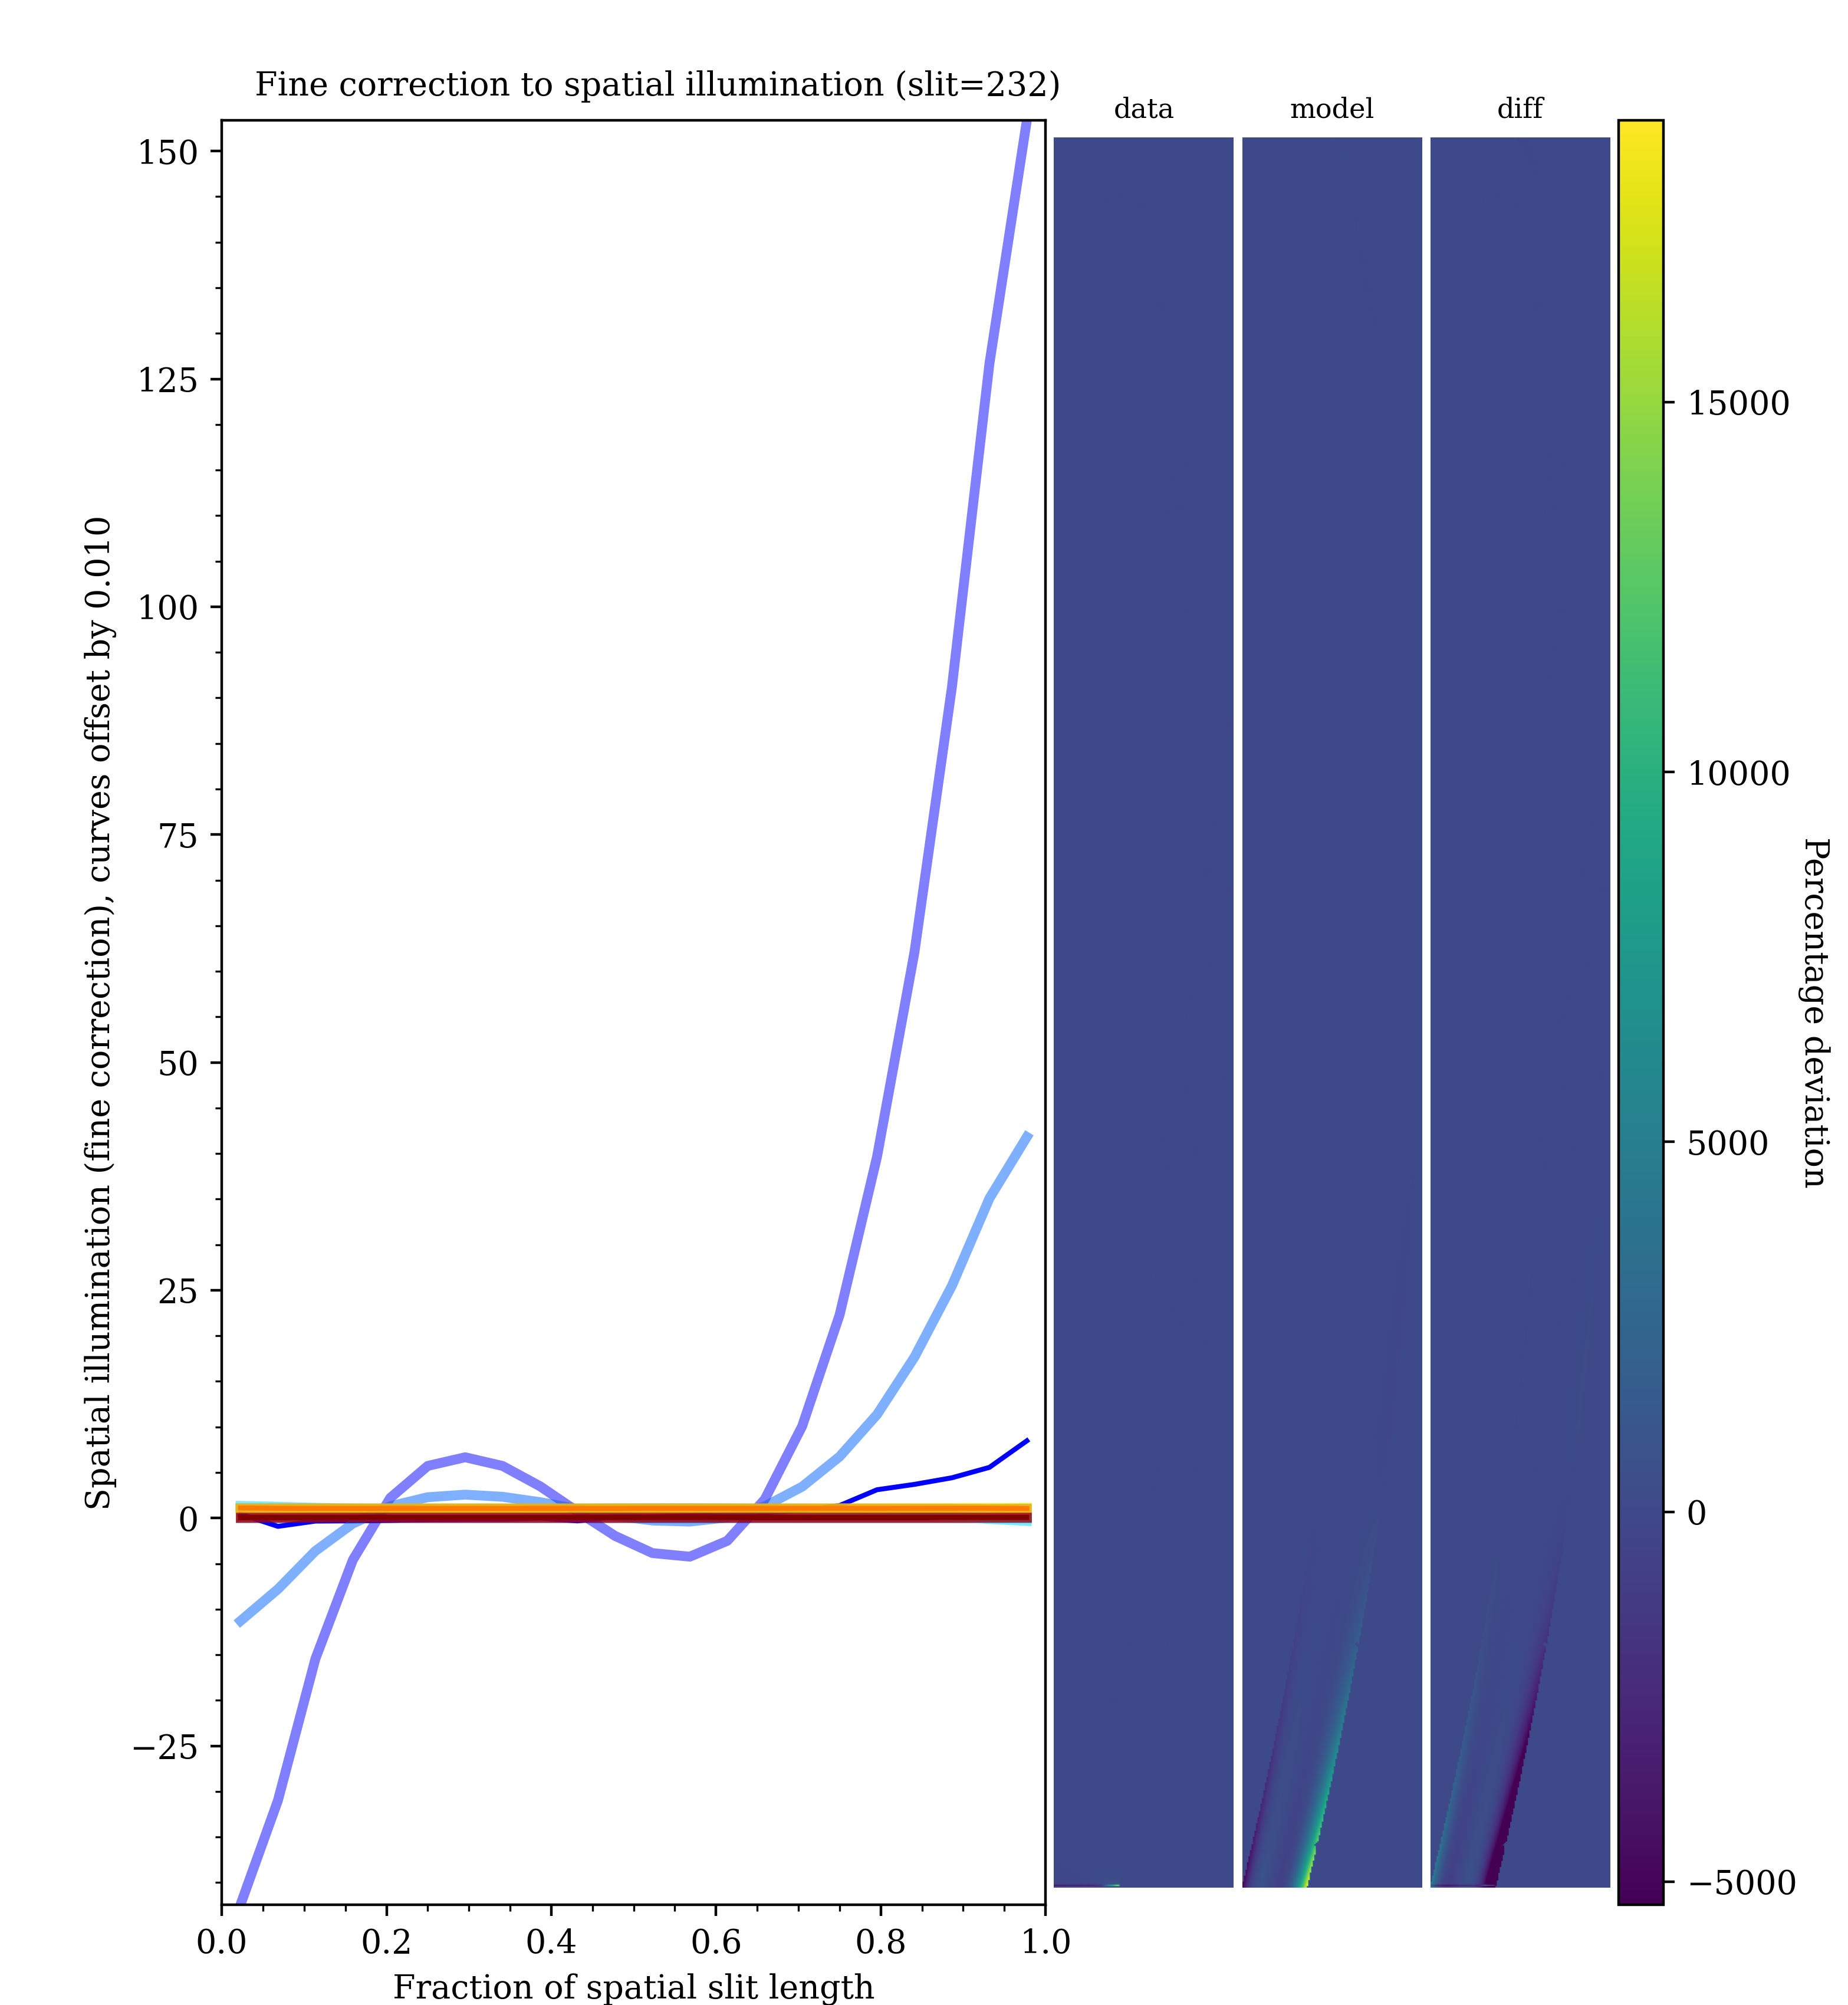 Fine correction to spatial illumination (slit=232)
data
model
diff
150
125
100
75
50
25
0
−25
Spatial illumination (fine correction), curves offset by 0.010
0.0
0.2
0.4
0.6
0.8
1.0
Fraction of spatial slit length
15000
10000
5000
0
−5000
Percentage deviation